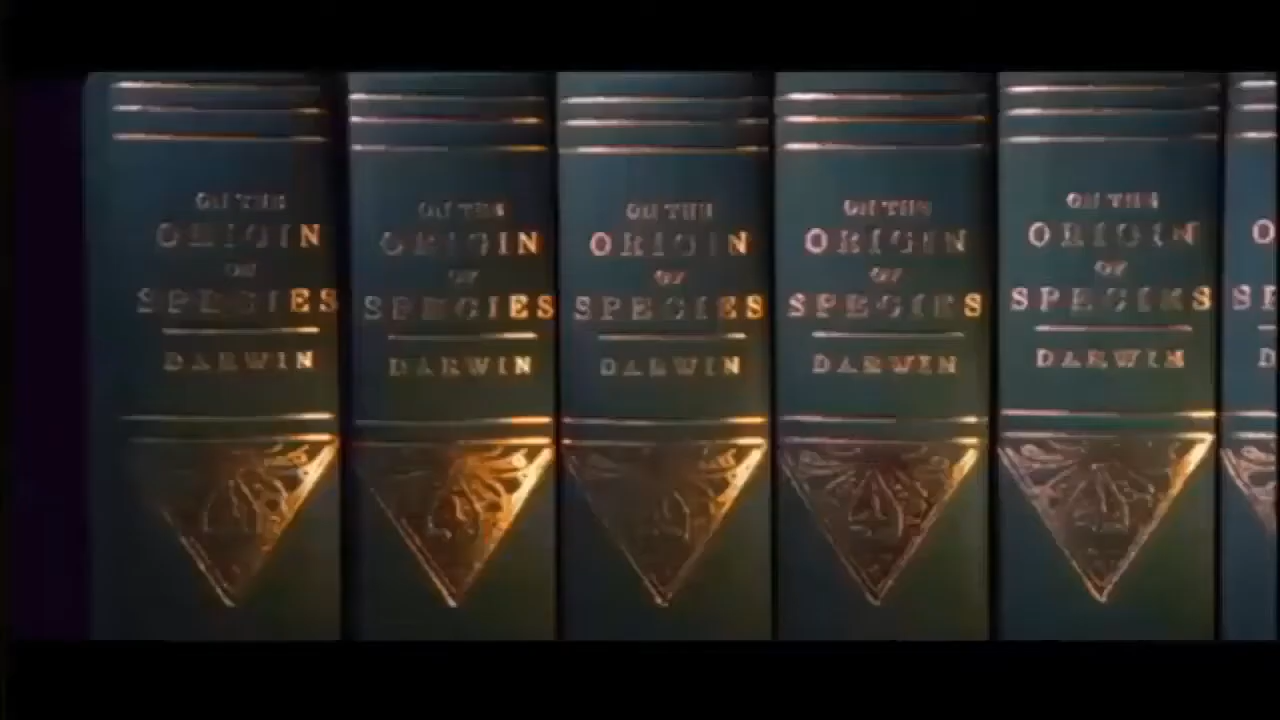 ON THE
ORIGIN
OF
SPECIES
DARWIN
ON THE
ORIGIN
OF
SPECIES
DARWIN
ON THE
ORIGIN
OF
SPECIES
DARWIN
ON THE
ORIGIN
OF
SPECIES
DARWIN
ON THE
ORIGIN
OF
SPECIES
DARWIN
O
SP
D